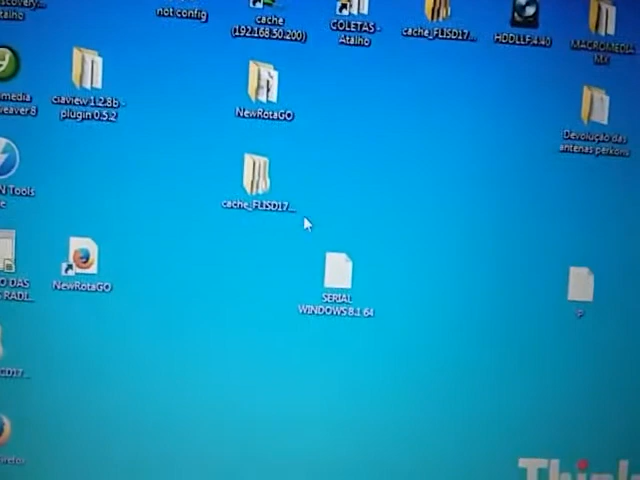 not config
cache
(192.168.50.200)
COLETAS -
Atalho
cache_FLISD17...
HDDLLF.4.40
MACROMEDIA
MX
ciaview 1.2.8b -
plugin 0.5.2
NewRotaGO
Devolução das
antenas perkons
cache_FLISD17...
NewRotaGO
SERIAL
WINDOWS 8.1 64
Think